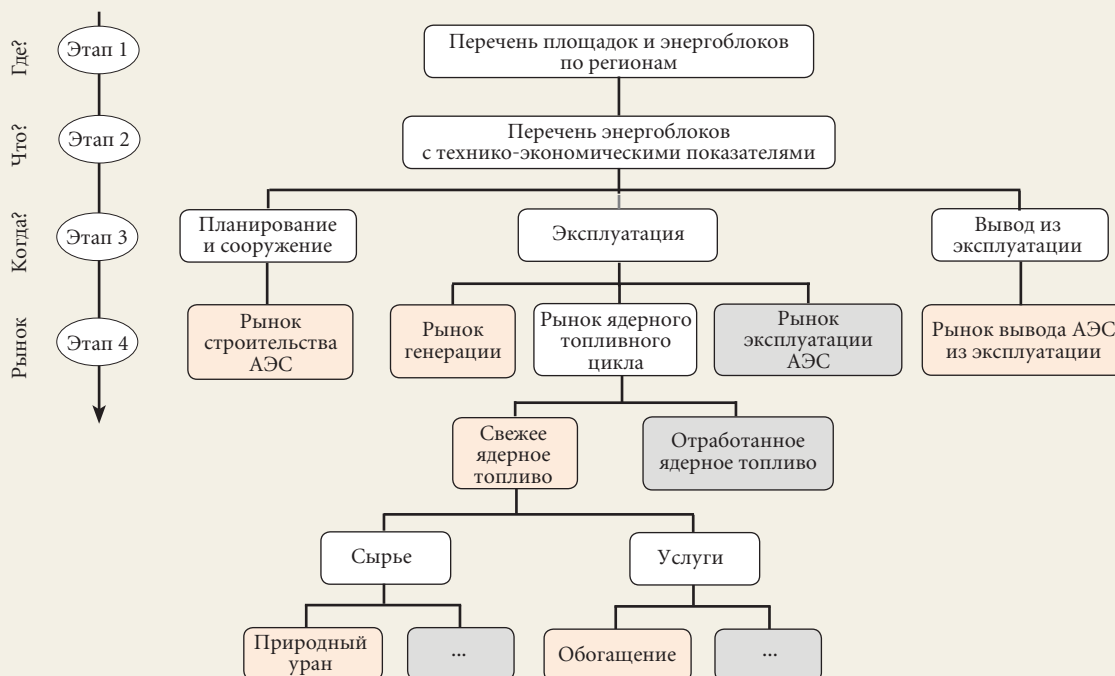 Где?
Этап 1
Перечень площадок и энергоблоков
по регионам
Что?
Этап 2
Перечень энергоблоков
с технико-экономическими показателями
Когда?
Этап 3
Планирование
и сооружение
Эксплуатация
Вывод из
эксплуатации
Рынок
Этап 4
Рынок
строительства
АЭС
Рынок
генерации
Рынок ядерного
топливного
цикла
Рынок
эксплуатации
АЭС
Рынок вывода АЭС
из эксплуатации
Свежее
ядерное
топливо
Отработанное
ядерное топливо
Сырье
Услуги
Природный
уран
...
Обогащение
...